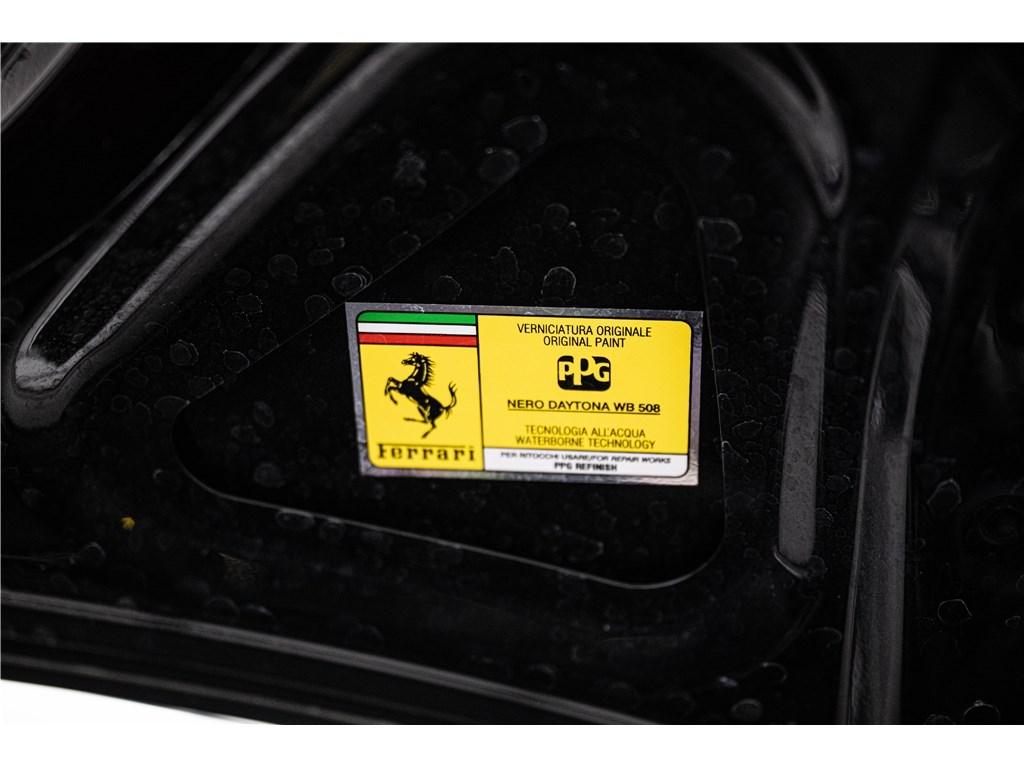 Ferrari
VERNICIATURA ORIGINALE
ORIGINAL PAINT
PPG
NERO DAYTONA WB 508
TECNOLOGIA ALL'ACQUA
WATERBORNE TECHNOLOGY
PER RITOCCHI USARE/FOR REPAIR WORKS
PPG REFINISH